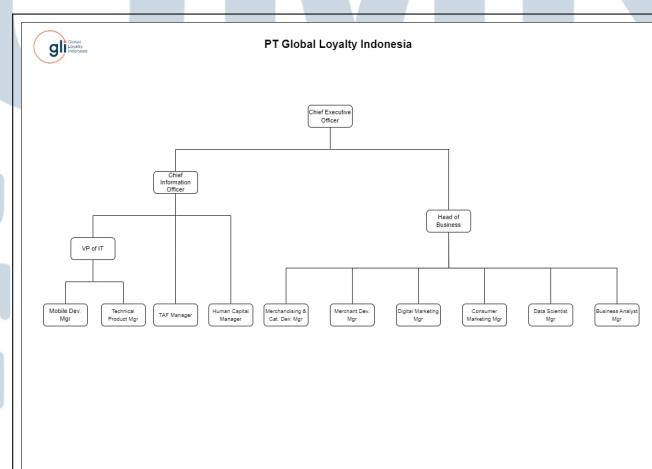 gli Global
Loyalty
Indonesia
PT Global Loyalty Indonesia
Chief Executive
Officer
Chief
Information
Officer
Head of
Business
VP of IT
Mobile Dev.
Mgr
Technical
Product Mgr
TAF Manager
Human Capital
Manager
Merchandising &
Cat. Dev. Mgr
Merchant Dev.
Mgr
Digital Marketing
Mgr
Consumer
Marketing Mgr
Data Scientist
Mgr
Business Analyst
Mgr